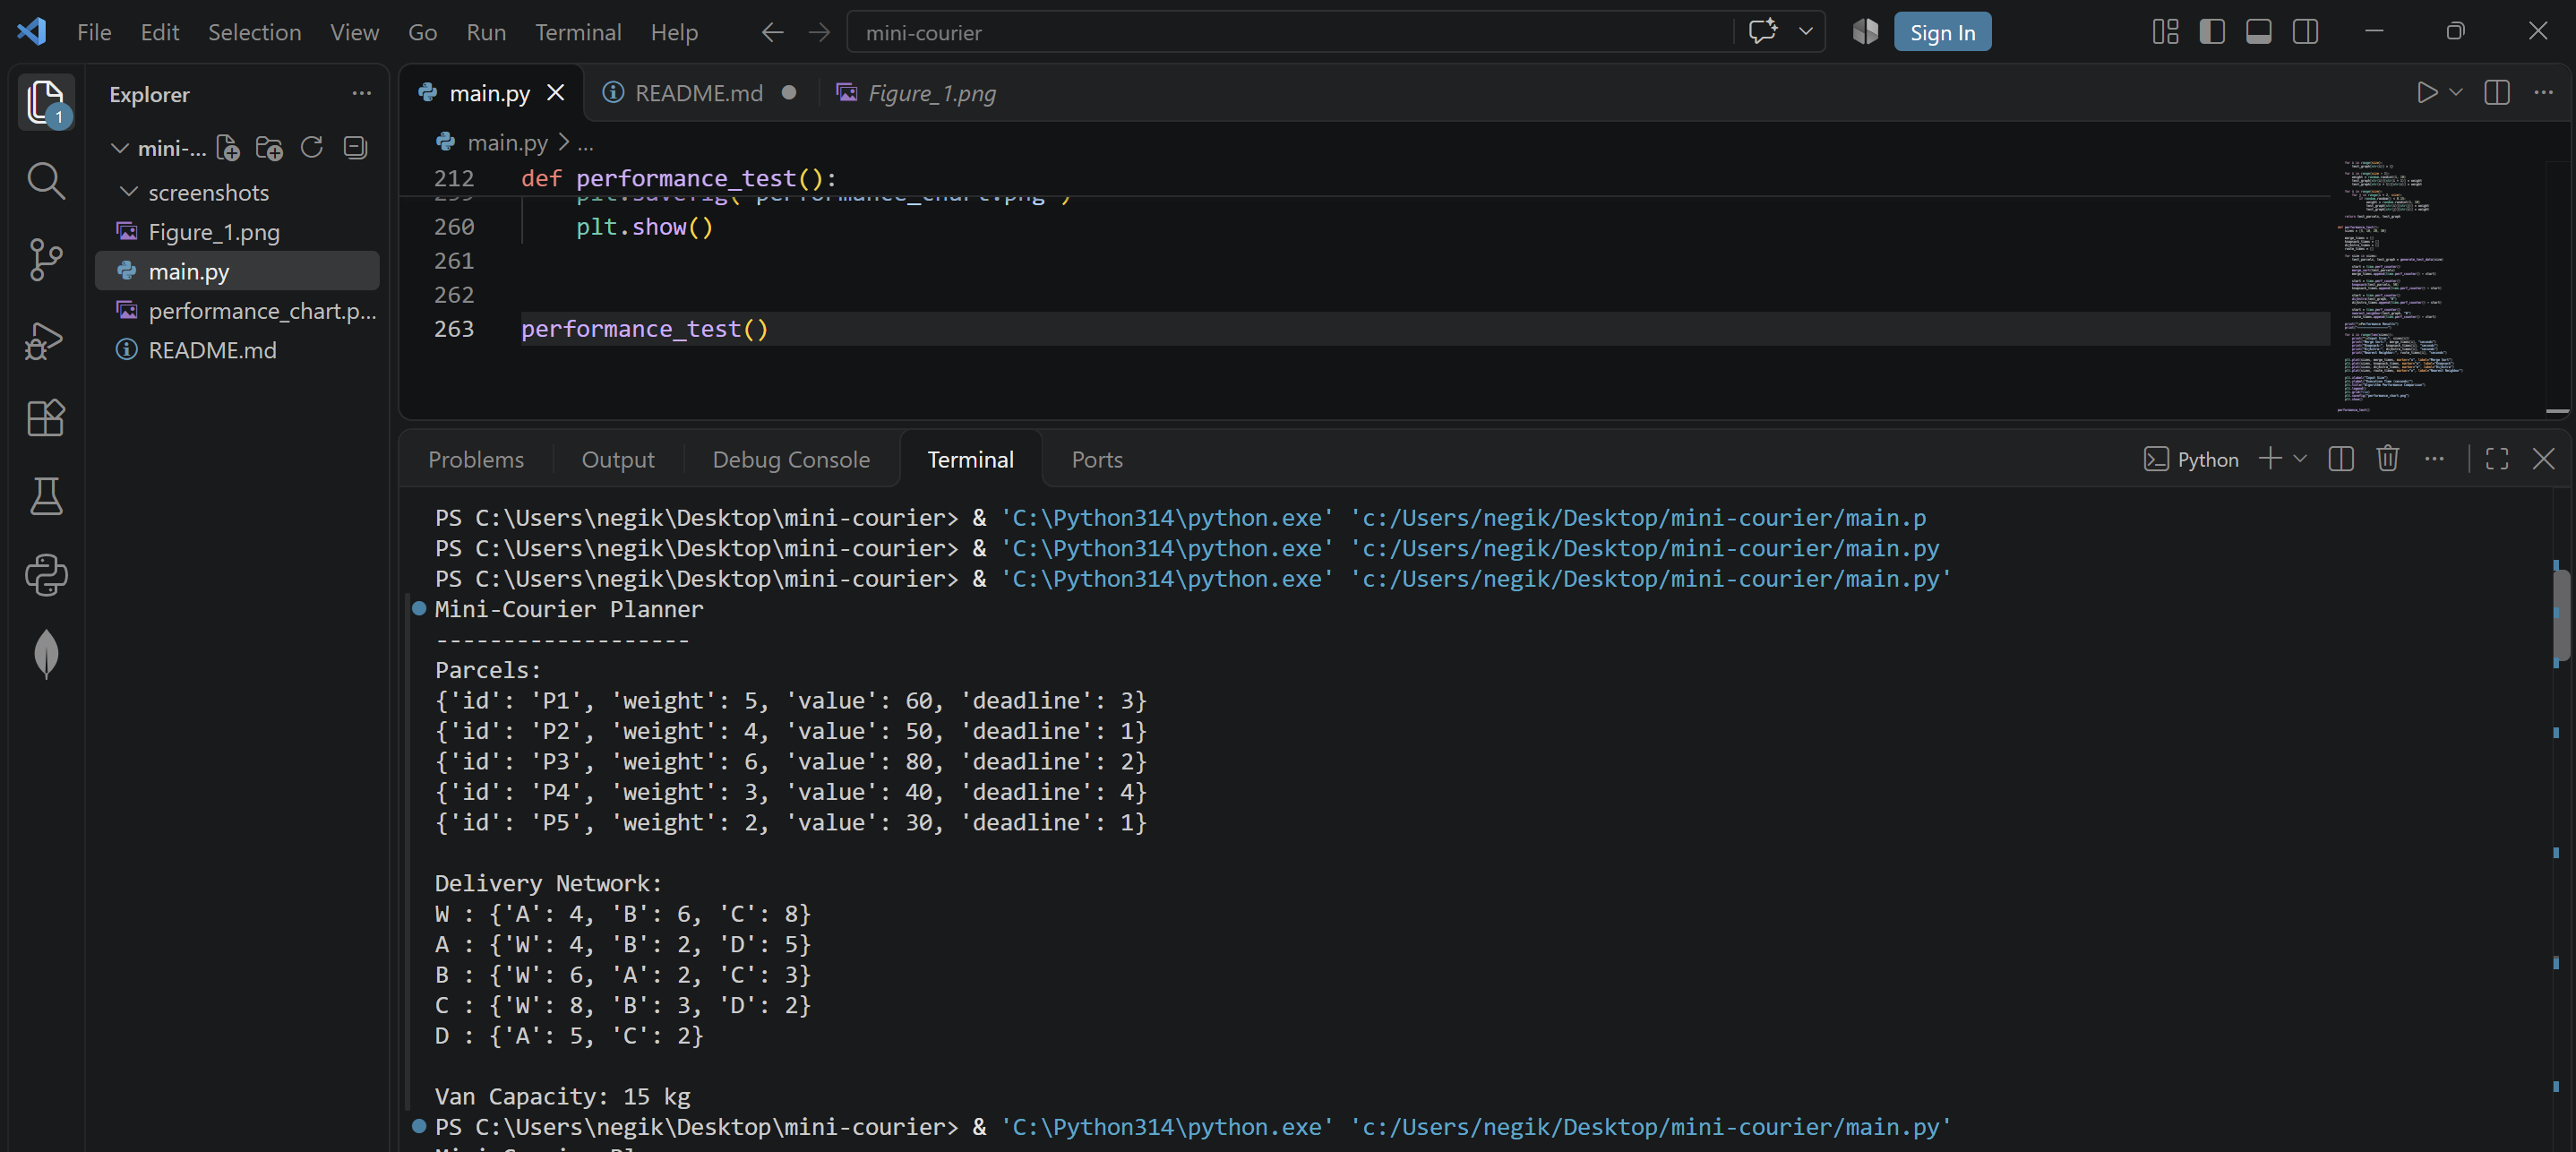 File Edit Selection View Go Run Terminal Help
mini-courier
Sign In
Explorer
1
mini-...
screenshots
Figure_1.png
main.py
performance_chart.p...
README.md
main.py
README.md
Figure_1.png
main.py > ...
212 def performance_test():
259 plt.savefig("performance_chart.png")
260 plt.show()
261
262
263 performance_test()
Problems Output Debug Console Terminal Ports
Python
PS C:\Users\negik\Desktop\mini-courier> & 'C:\Python314\python.exe' 'c:/Users/negik/Desktop/mini-courier/main.p
PS C:\Users\negik\Desktop\mini-courier> & 'C:\Python314\python.exe' 'c:/Users/negik/Desktop/mini-courier/main.py
PS C:\Users\negik\Desktop\mini-courier> & 'C:\Python314\python.exe' 'c:/Users/negik/Desktop/mini-courier/main.py'
Mini-Courier Planner
-------------------
Parcels:
{'id': 'P1', 'weight': 5, 'value': 60, 'deadline': 3}
{'id': 'P2', 'weight': 4, 'value': 50, 'deadline': 1}
{'id': 'P3', 'weight': 6, 'value': 80, 'deadline': 2}
{'id': 'P4', 'weight': 3, 'value': 40, 'deadline': 4}
{'id': 'P5', 'weight': 2, 'value': 30, 'deadline': 1}
Delivery Network:
W : {'A': 4, 'B': 6, 'C': 8}
A : {'W': 4, 'B': 2, 'D': 5}
B : {'W': 6, 'A': 2, 'C': 3}
C : {'W': 8, 'B': 3, 'D': 2}
D : {'A': 5, 'C': 2}
Van Capacity: 15 kg
PS C:\Users\negik\Desktop\mini-courier> & 'C:\Python314\python.exe' 'c:/Users/negik/Desktop/mini-courier/main.py'